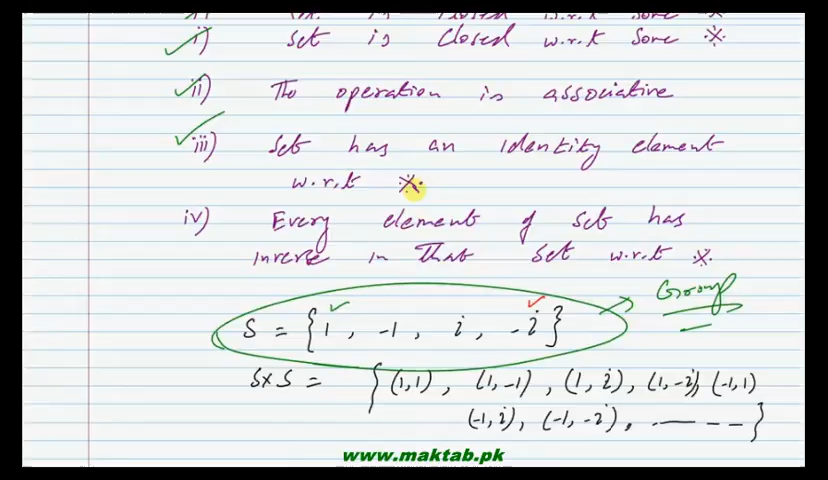 i) Set is closed w.r.t some ※
ii) The operation is associative
iii) Set has an identity element
w.r.t ※
iv) Every element of set has
inverse in that set w.r.t ※.
Group
S = { 1 , -1 , i , -i }
S×S = { (1,1) , (1,-1) , (1,i) , (1,-i) , (-1,1)
(-1,i) , (-1,-i) , ------ }
www.maktab.pk